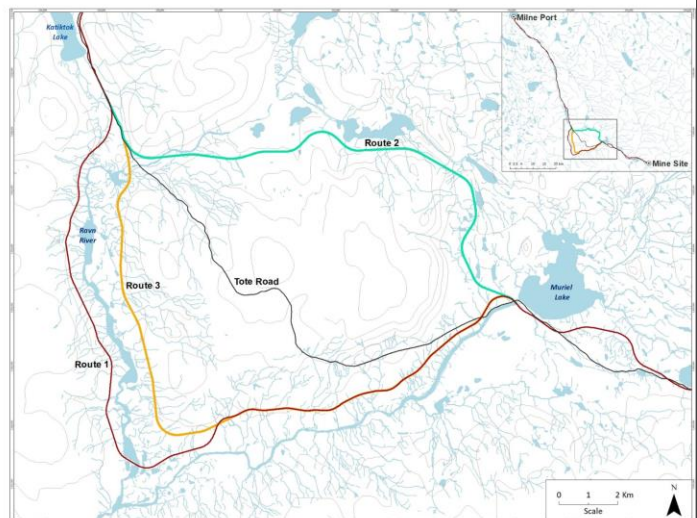 Katiktok
Lake
Milne Port
Mine Site
Route 2
Ravn
River
Route 3
Tote Road
Muriel
Lake
Route 1
0 1 2 Km
Scale
N